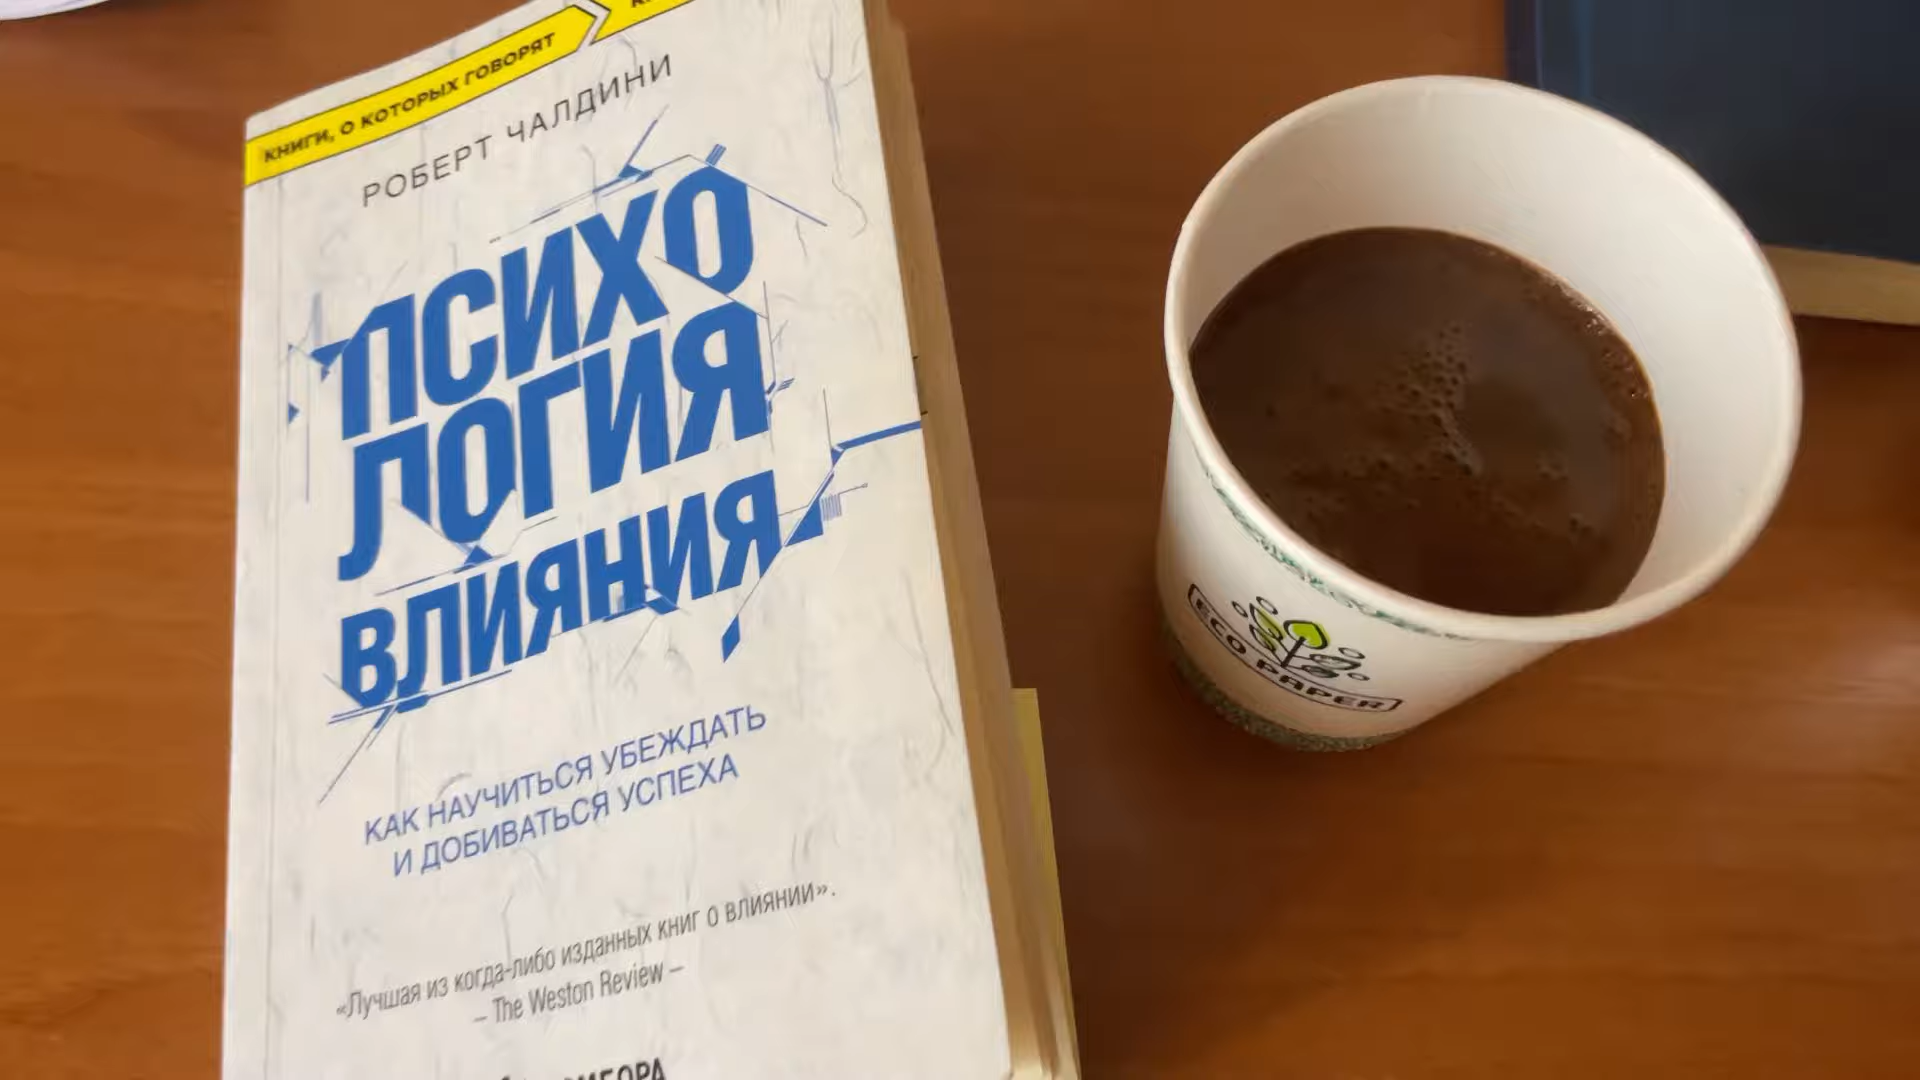 КНИГИ, О КОТОРЫХ ГОВОРЯТ
РОБЕРТ ЧАЛДИНИ
ПСИХО
ЛОГИЯ
ВЛИЯНИЯ
КАК НАУЧИТЬСЯ УБЕЖДАТЬ
И ДОБИВАТЬСЯ УСПЕХА
«Лучшая из когда-либо изданных книг о влиянии».
– The Weston Review –
ECO PAPER